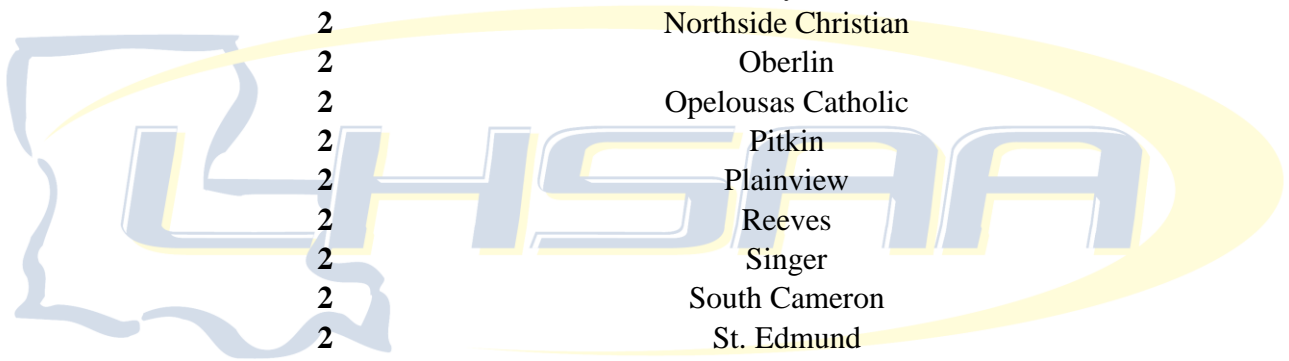 2 Northside Christian
2 Oberlin
2 Opelousas Catholic
2 Pitkin
2 Plainview
2 Reeves
2 Singer
2 South Cameron
2 St. Edmund
LHSAA